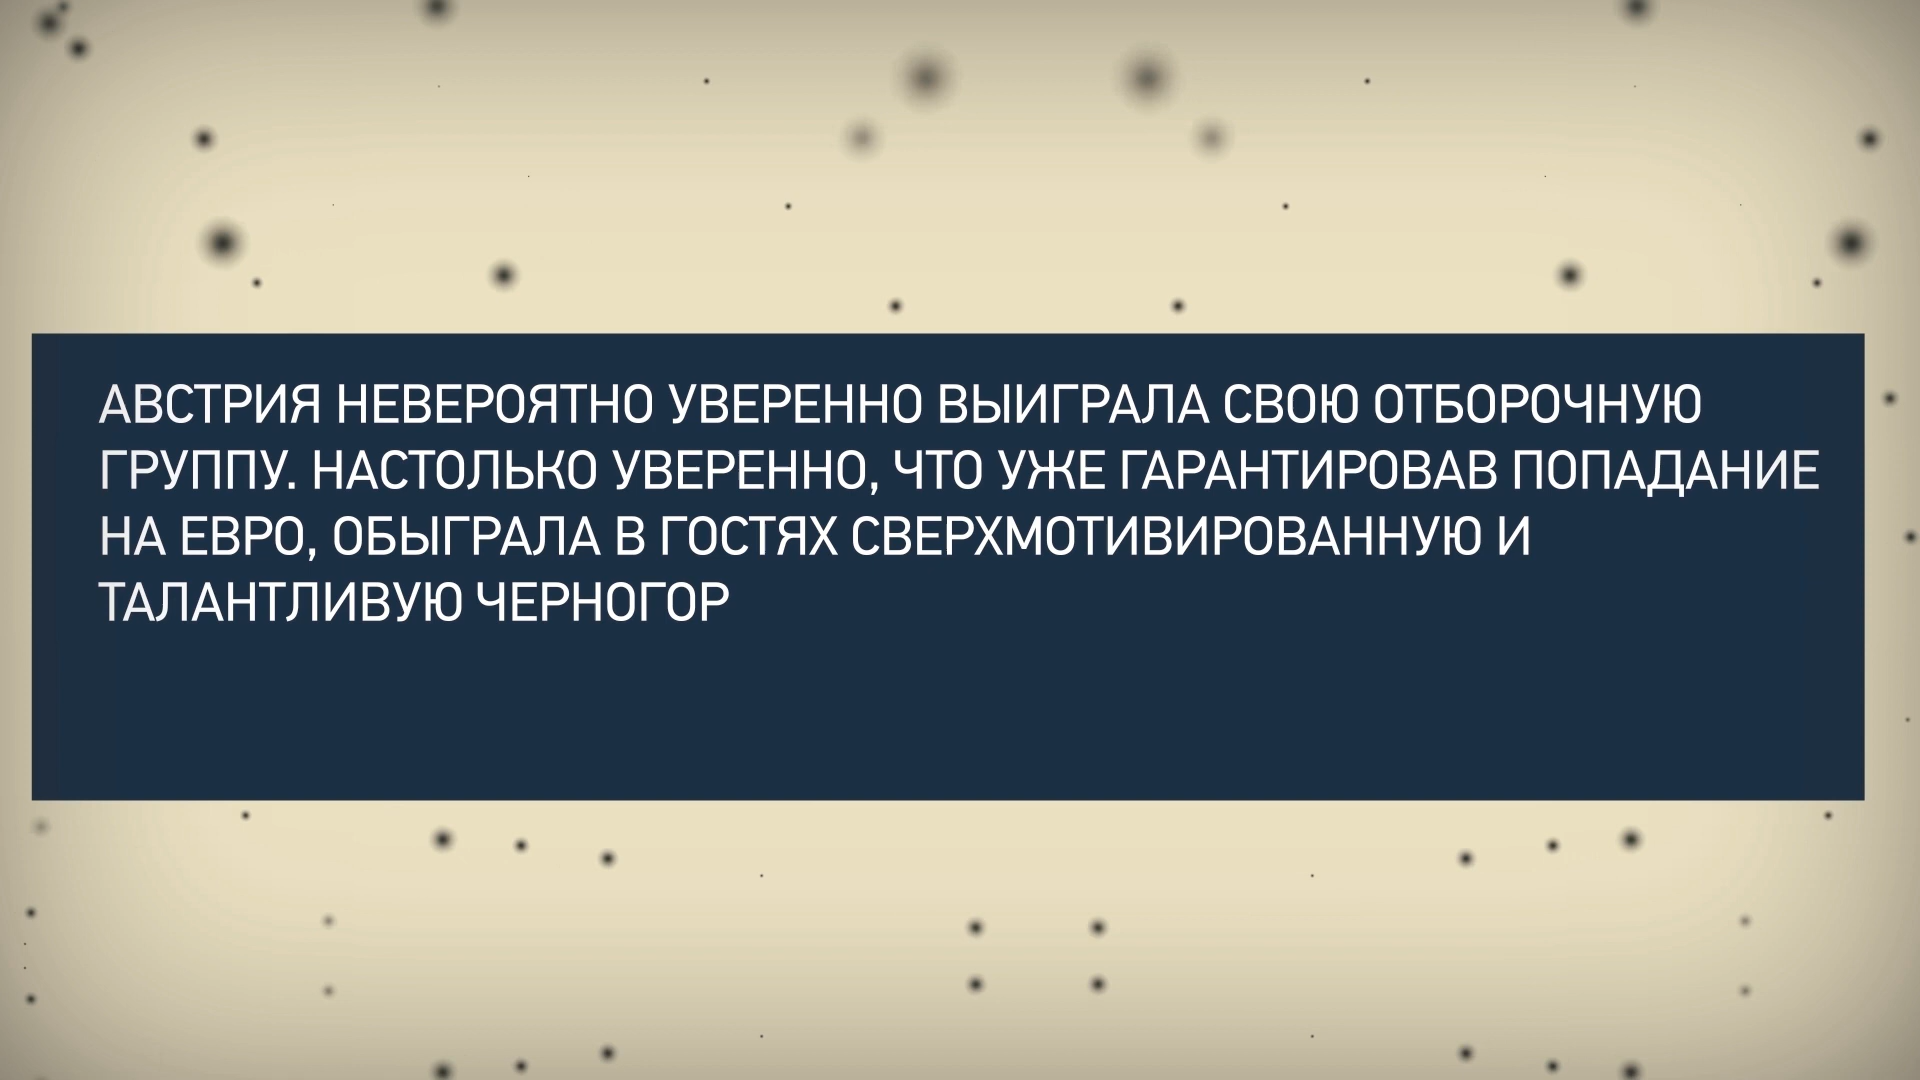 АВСТРИЯ НЕВЕРОЯТНО УВЕРЕННО ВЫИГРАЛА СВОЮ ОТБОРОЧНУЮ
ГРУППУ. НАСТОЛЬКО УВЕРЕННО, ЧТО УЖЕ ГАРАНТИРОВАВ ПОПАДАНИЕ
НА ЕВРО, ОБЫГРАЛА В ГОСТЯХ СВЕРХМОТИВИРОВАННУЮ И
ТАЛАНТЛИВУЮ ЧЕРНОГОР